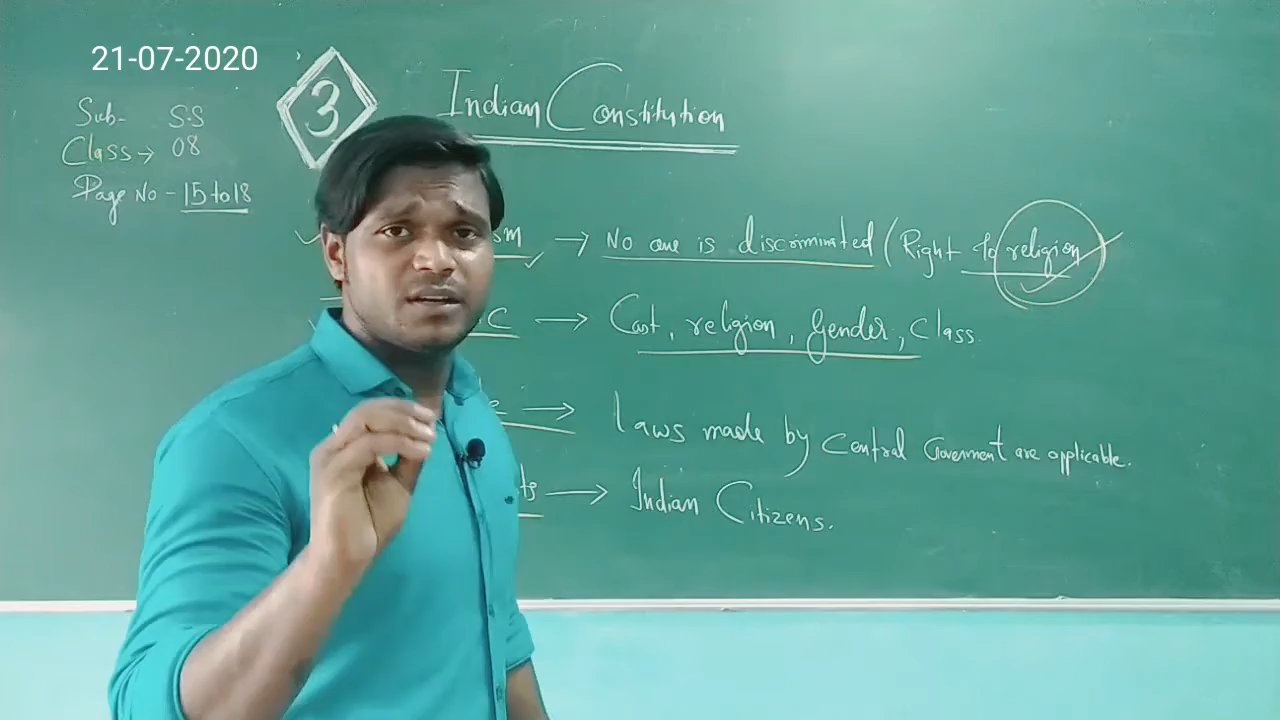 21-07-2020
Sub- S.S
Class → 08
Page No - 15 to 18
3
Indian Constitution
→ No one is discriminated (Right to religion
→ Cast, religion, Gender, Class.
→ laws made by Central Goverment are applicable.
→ Indian Citizens.